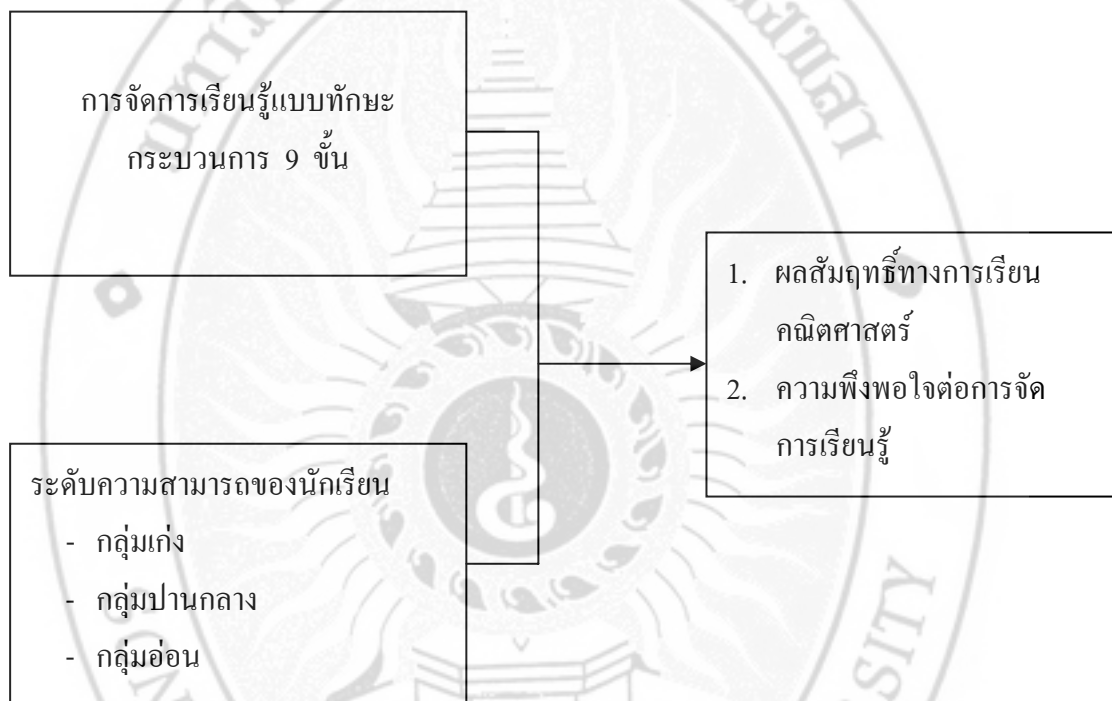 การจัดการเรียนรู้แบบทักษะ
กระบวนการ 9 ขั้น
1. ผลสัมฤทธิ์ทางการเรียน
คณิตศาสตร์
2. ความพึงพอใจต่อการจัด
การเรียนรู้
ระดับความสามารถของนักเรียน
- กลุ่มเก่ง
- กลุ่มปานกลาง
- กลุ่มอ่อน